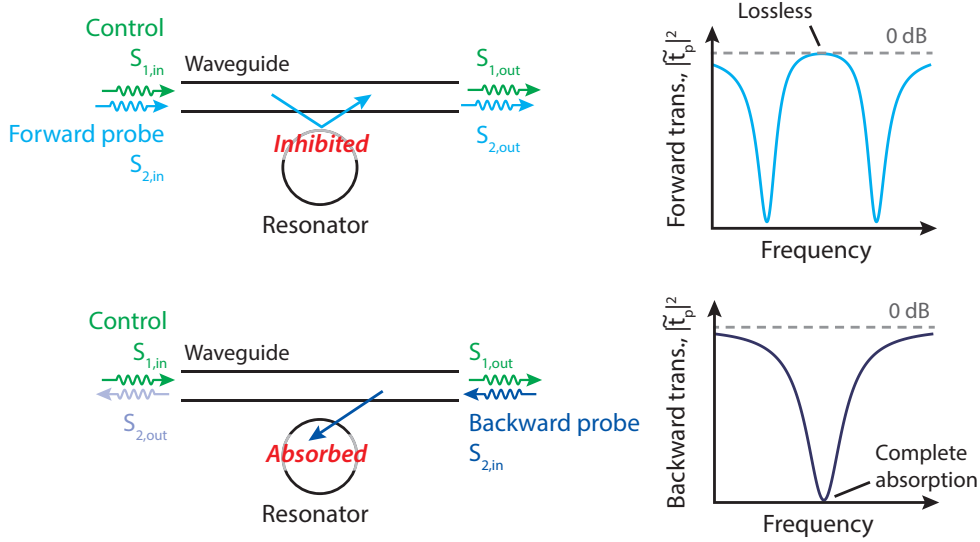 Control
S1,in
Waveguide
S1,out
Forward probe
S2,in
Inhibited
S2,out
Resonator
Lossless
0 dB
Forward trans., |t̃p|²
Frequency
Control
S1,in
Waveguide
S1,out
S2,out
Absorbed
Backward probe
S2,in
Resonator
0 dB
Backward trans., |t̃p|²
Complete
absorption
Frequency